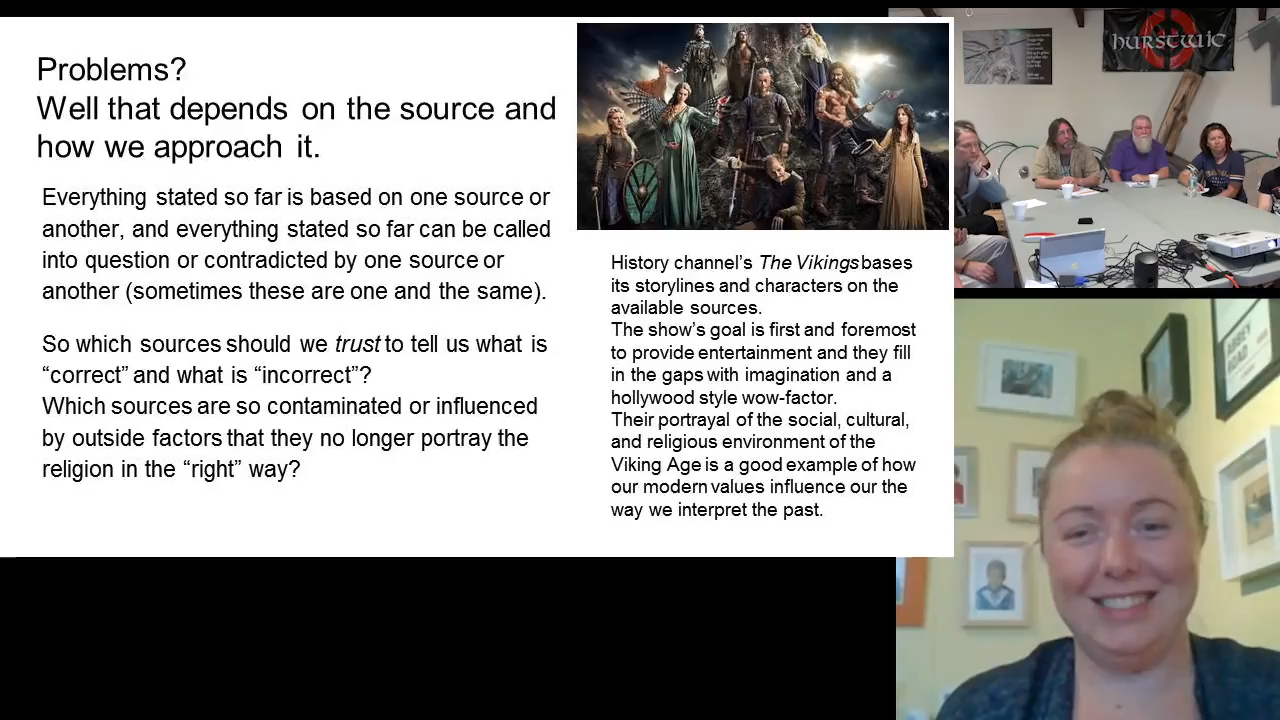 Problems?
Well that depends on the source and
how we approach it.
Everything stated so far is based on one source or
another, and everything stated so far can be called
into question or contradicted by one source or
another (sometimes these are one and the same).
So which sources should we trust to tell us what is
“correct” and what is “incorrect”?
Which sources are so contaminated or influenced
by outside factors that they no longer portray the
religion in the “right” way?
History channel’s The Vikings bases
its storylines and characters on the
available sources.
The show’s goal is first and foremost
to provide entertainment and they fill
in the gaps with imagination and a
hollywood style wow-factor.
Their portrayal of the social, cultural,
and religious environment of the
Viking Age is a good example of how
our modern values influence our the
way we interpret the past.
HURSTWIC
ABBEY
ROAD